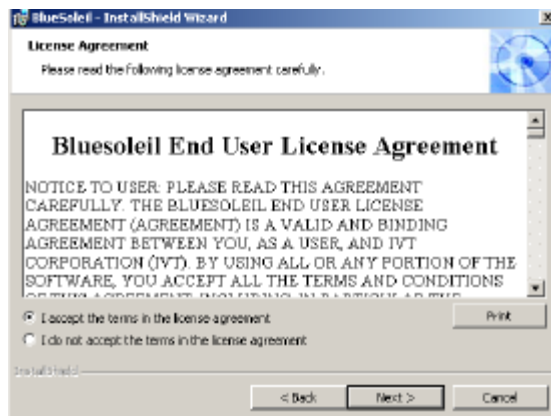 BlueSoleil - InstallShield Wizard
License Agreement
Please read the following license agreement carefully.
Bluesoleil End User License Agreement
NOTICE TO USER: PLEASE READ THIS AGREEMENT
CAREFULLY. THE BLUESOLEIL END USER LICENSE
AGREEMENT (AGREEMENT) IS A VALID AND BINDING
AGREEMENT BETWEEN YOU, AS A USER, AND IVT
CORPORATION (IVT). BY USING ALL OR ANY PORTION OF THE
SOFTWARE, YOU ACCEPT ALL THE TERMS AND CONDITIONS
I accept the terms in the license agreement
Print
I do not accept the terms in the license agreement
InstallShield
< Back
Next >
Cancel